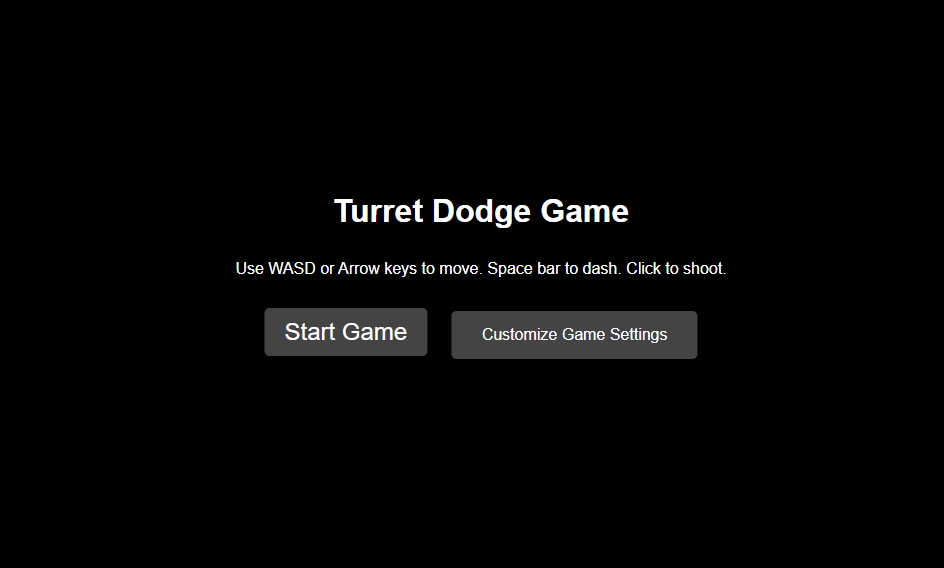 Turret Dodge Game
Use WASD or Arrow keys to move. Space bar to dash. Click to shoot.
Start Game
Customize Game Settings